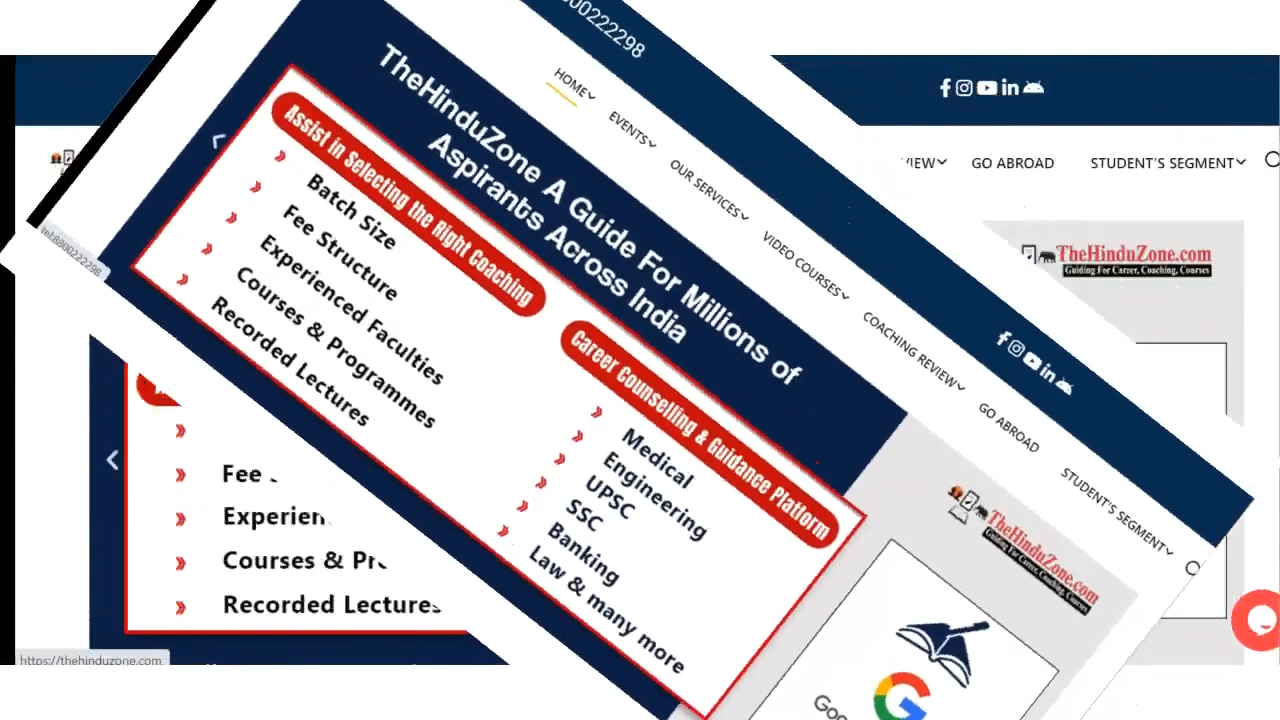 8800222298
HOME
EVENTS
OUR SERVICES
VIDEO COURSES
COACHING REVIEW
GO ABROAD
STUDENT'S SEGMENT
TheHinduZone A Guide For Millions of
Aspirants Across India
Assist in Selecting the Right Coaching
Batch Size
Fee Structure
Experienced Faculties
Courses & Programmes
Recorded Lectures
Career Counselling & Guidance Platform
Medical
Engineering
UPSC
SSC
Banking
Law & many more
TheHinduZone.com
Guiding For Career, Coaching, Courses
Goo
tel:8800222298
IEW
GO ABROAD
STUDENT'S SEGMENT
TheHinduZone.com
Guiding For Career, Coaching, Courses
Fee
Experien
Courses & Pr
Recorded Lectures
https://thehinduzone.com